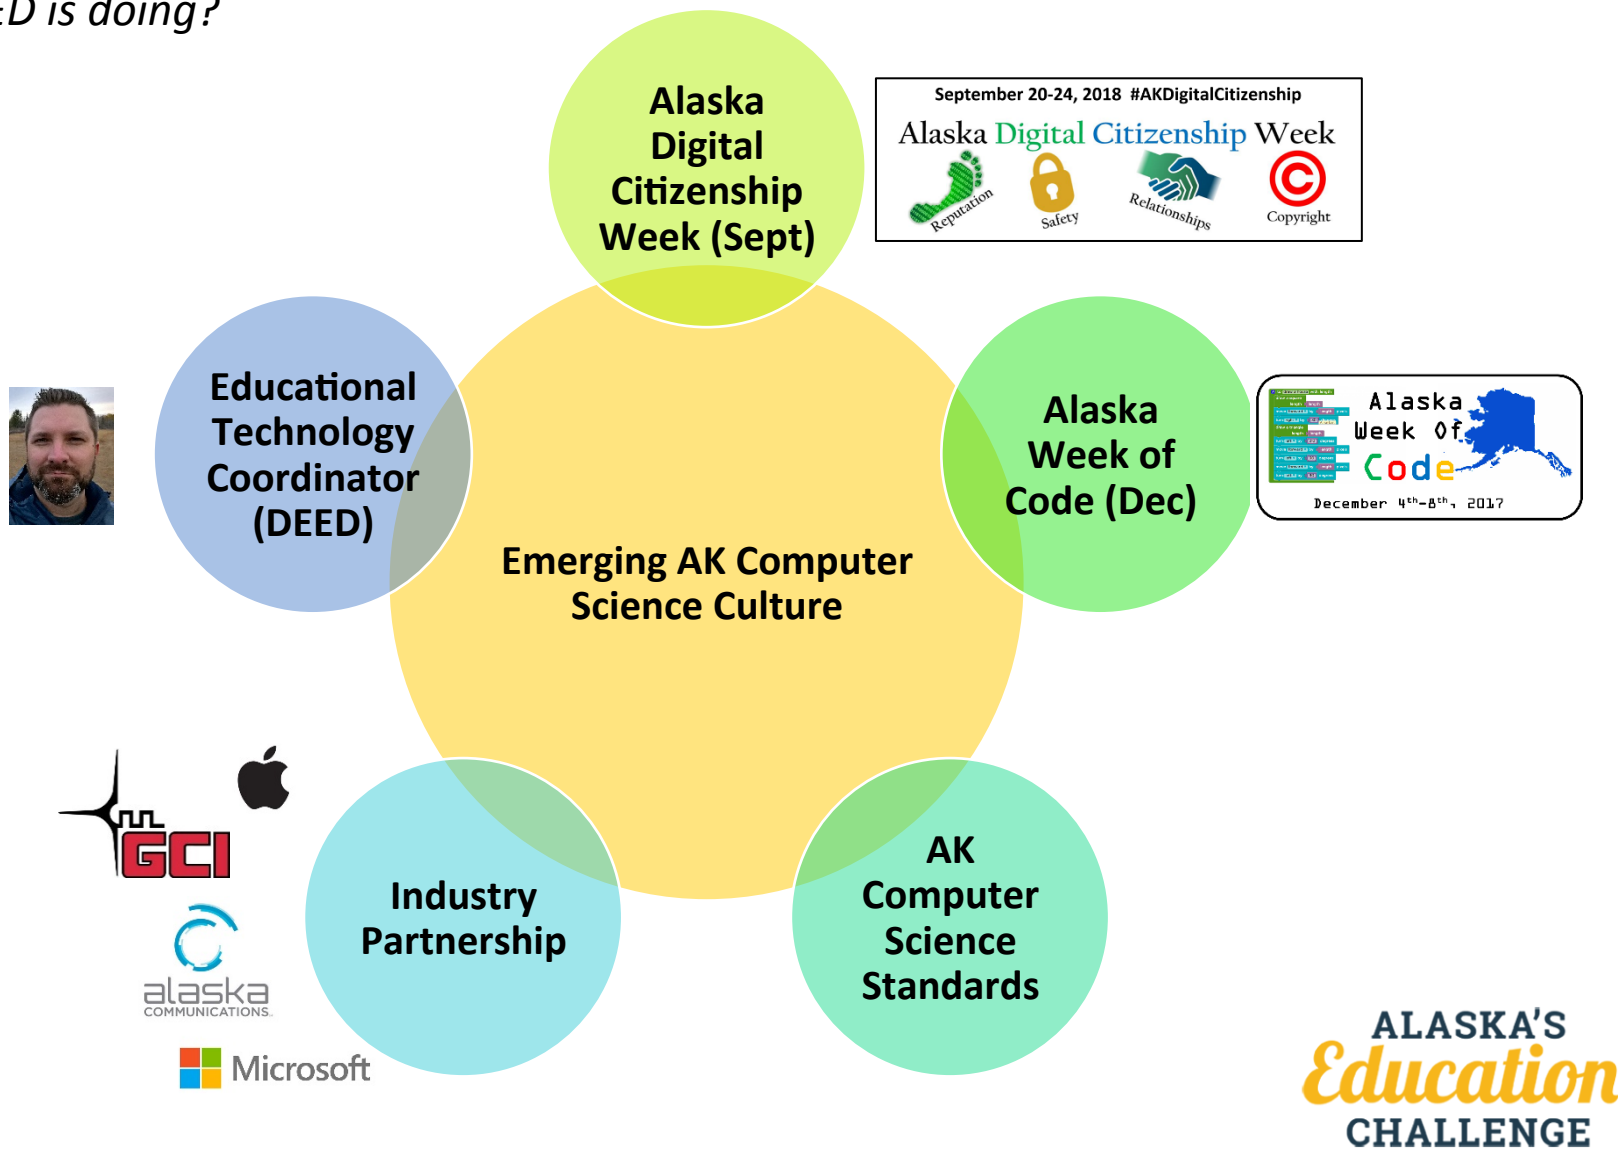 ED is doing?
Alaska
Digital
Citizenship
Week (Sept)
September 20-24, 2018 #AKDigitalCitizenship
Alaska Digital Citizenship Week
Reputation
Safety
Relationships
Copyright
Educational
Technology
Coordinator
(DEED)
Alaska
Week of
Code (Dec)
Alaska
Week Of
Code
December 4th-8th, 2017
Emerging AK Computer
Science Culture
GCI
alaska
COMMUNICATIONS
Microsoft
Industry
Partnership
AK
Computer
Science
Standards
ALASKA'S
Education
CHALLENGE